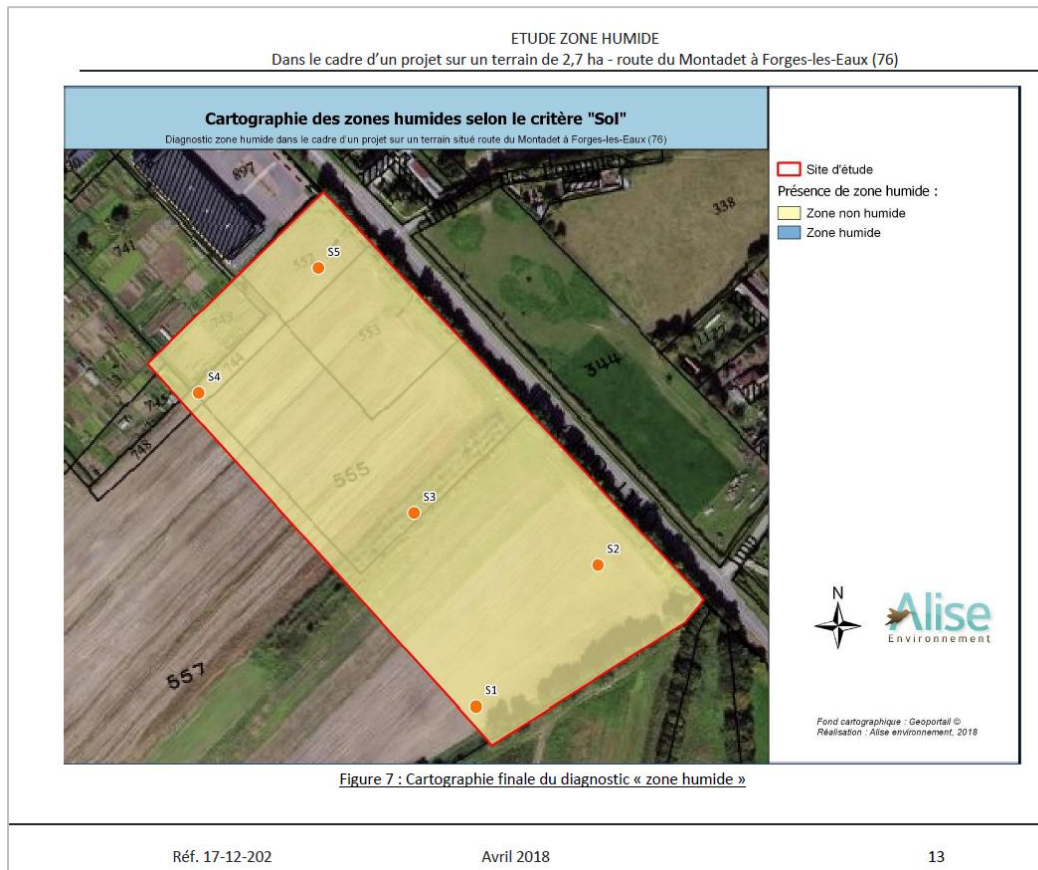 ETUDE ZONE HUMIDE
Dans le cadre d'un projet sur un terrain de 2,7 ha - route du Montadet à Forges-les-Eaux (76)
Cartographie des zones humides selon le critère "Sol"
Diagnostic zone humide dans le cadre d'un projet sur un terrain situé route du Montadet à Forges-les-Eaux (76)
Site d'étude
Présence de zone humide :
Zone non humide
Zone humide
897
741
338
S5
552
743
553
744
344
1127
S4
745
748
555
S3
S2
557
S1
N
Alise
Environnement
Fond cartographique : Geoportail ©
Réalisation : Alise environnement, 2018
Figure 7 : Cartographie finale du diagnostic « zone humide »
Réf. 17-12-202 Avril 2018 13